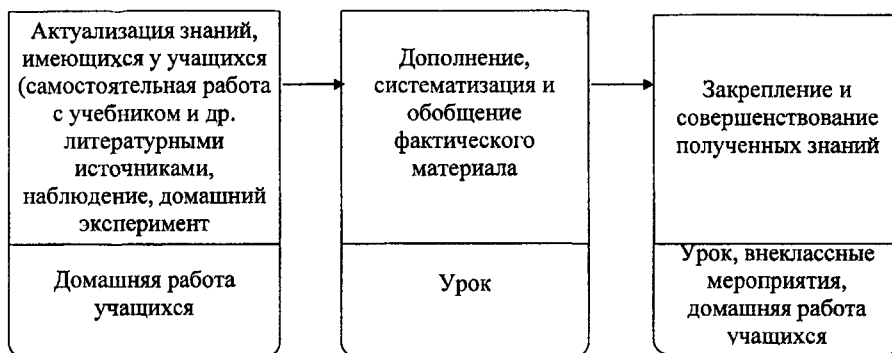 Актуализация знаний,
имеющихся у учащихся
(самостоятельная работа
с учебником и др.
литературными
источниками,
наблюдение, домашний
эксперимент
Домашняя работа
учащихся
Дополнение,
систематизация и
обобщение
фактического
материала
Урок
Закрепление и
совершенствование
полученных знаний
Урок, внеклассные
мероприятия,
домашняя работа
учащихся